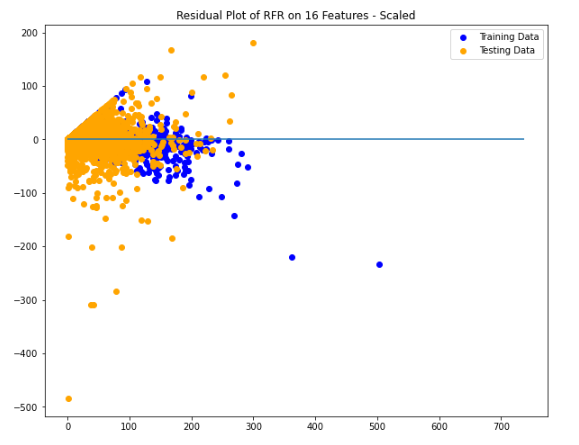 Residual Plot of RFR on 16 Features - Scaled
Training Data
Testing Data
200
100
0
−100
−200
−300
−400
−500
0 100 200 300 400 500 600 700